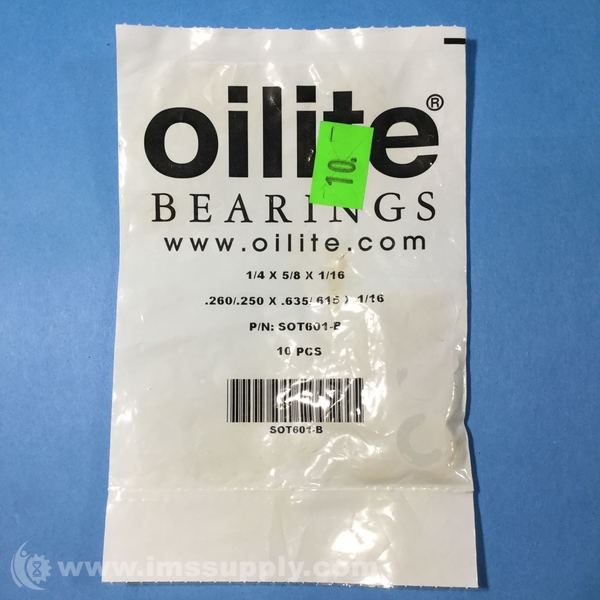 oilite®
10.
BEARINGS
www.oilite.com
1/4 X 5/8 X 1/16
.260/.250 X .635/.615 X 1/16
P/N: SOT601-B
10 PCS
SOT601-B
www.imssupply.com